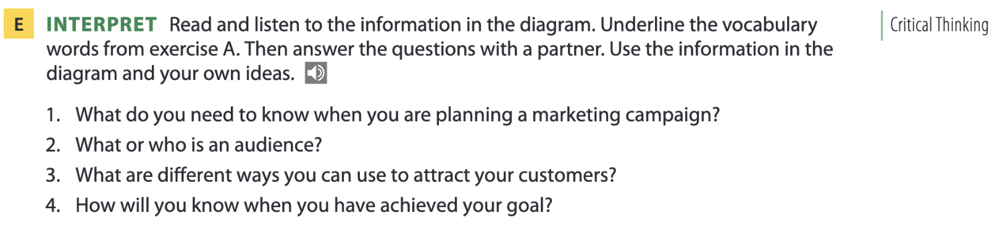 E INTERPRET Read and listen to the information in the diagram. Underline the vocabulary Critical Thinking
words from exercise A. Then answer the questions with a partner. Use the information in the
diagram and your own ideas.
1. What do you need to know when you are planning a marketing campaign?
2. What or who is an audience?
3. What are different ways you can use to attract your customers?
4. How will you know when you have achieved your goal?